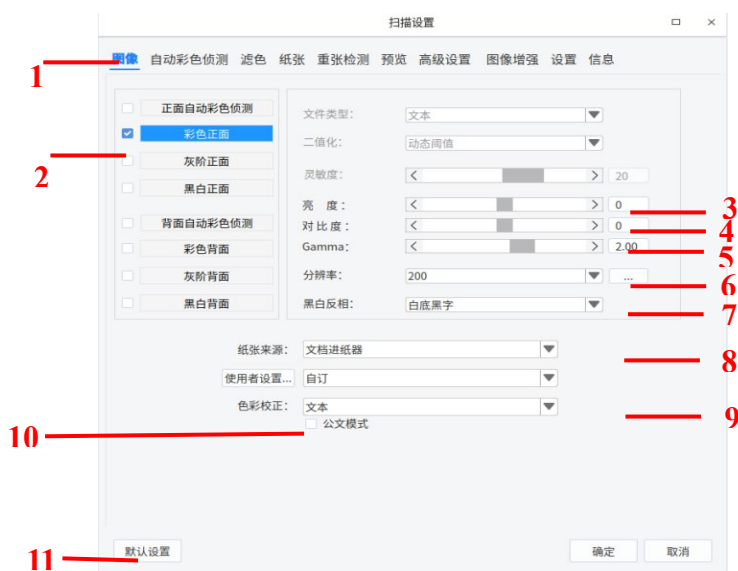 扫描设置
图像 自动彩色侦测 滤色 纸张 重张检测 预览 高级设置 图像增强 设置 信息
1
正面自动彩色侦测
彩色正面
灰阶正面
黑白正面
2
背面自动彩色侦测
彩色背面
灰阶背面
黑白背面
文件类型: 文本
二值化: 动态阈值
灵敏度: < > 20
亮 度: < > 0 3
对比度: < > 0 4
Gamma: < > 2.00 5
分辨率: 200 ... 6
黑白反相: 白底黑字 7
纸张来源: 文档进纸器 8
使用者设置... 自订
色彩校正: 文本 9
10 公文模式
11 默认设置 确定 取消